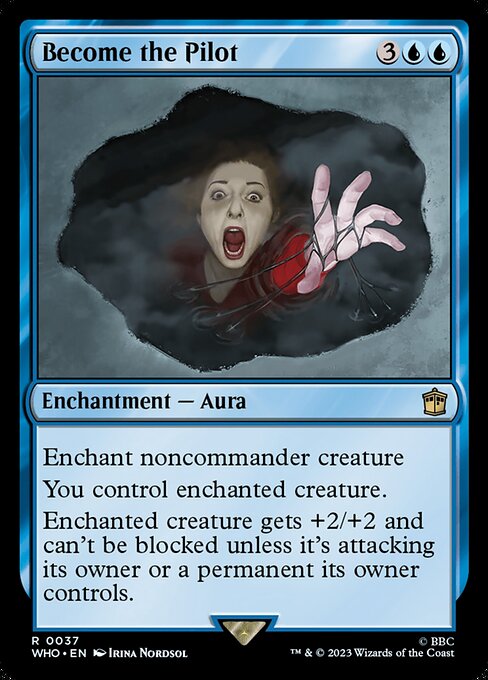 Become the Pilot 3
Enchantment — Aura
Enchant noncommander creature
You control enchanted creature.
Enchanted creature gets +2/+2 and
can't be blocked unless it's attacking
its owner or a permanent its owner
controls.
R 0037 © BBC
WHO • EN Irina Nordsol ™ & © 2023 Wizards of the Coast